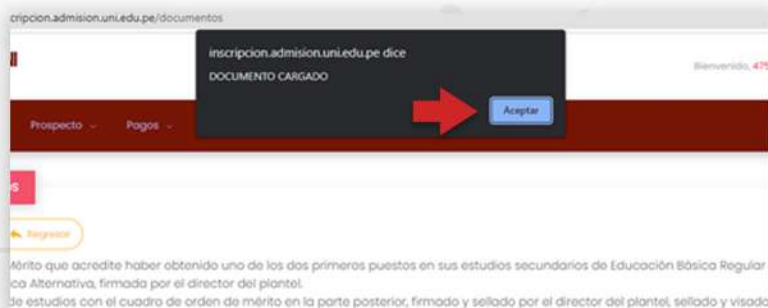 cripcion.admision.uni.edu.pe/documentos
inscripcion.admision.uni.edu.pe dice
DOCUMENTO CARGADO
Aceptar
Bienvenido, 475
Prospecto
Pagos
Regresar
Mérito que acredite haber obtenido uno de los dos primeros puestos en sus estudios secundarios de Educación Básica Regular
ica Alternativa, firmada por el director del plantel.
de estudios con el cuadro de orden de mérito en la parte posterior, firmado y sellado por el director del plantel, sellado y visado